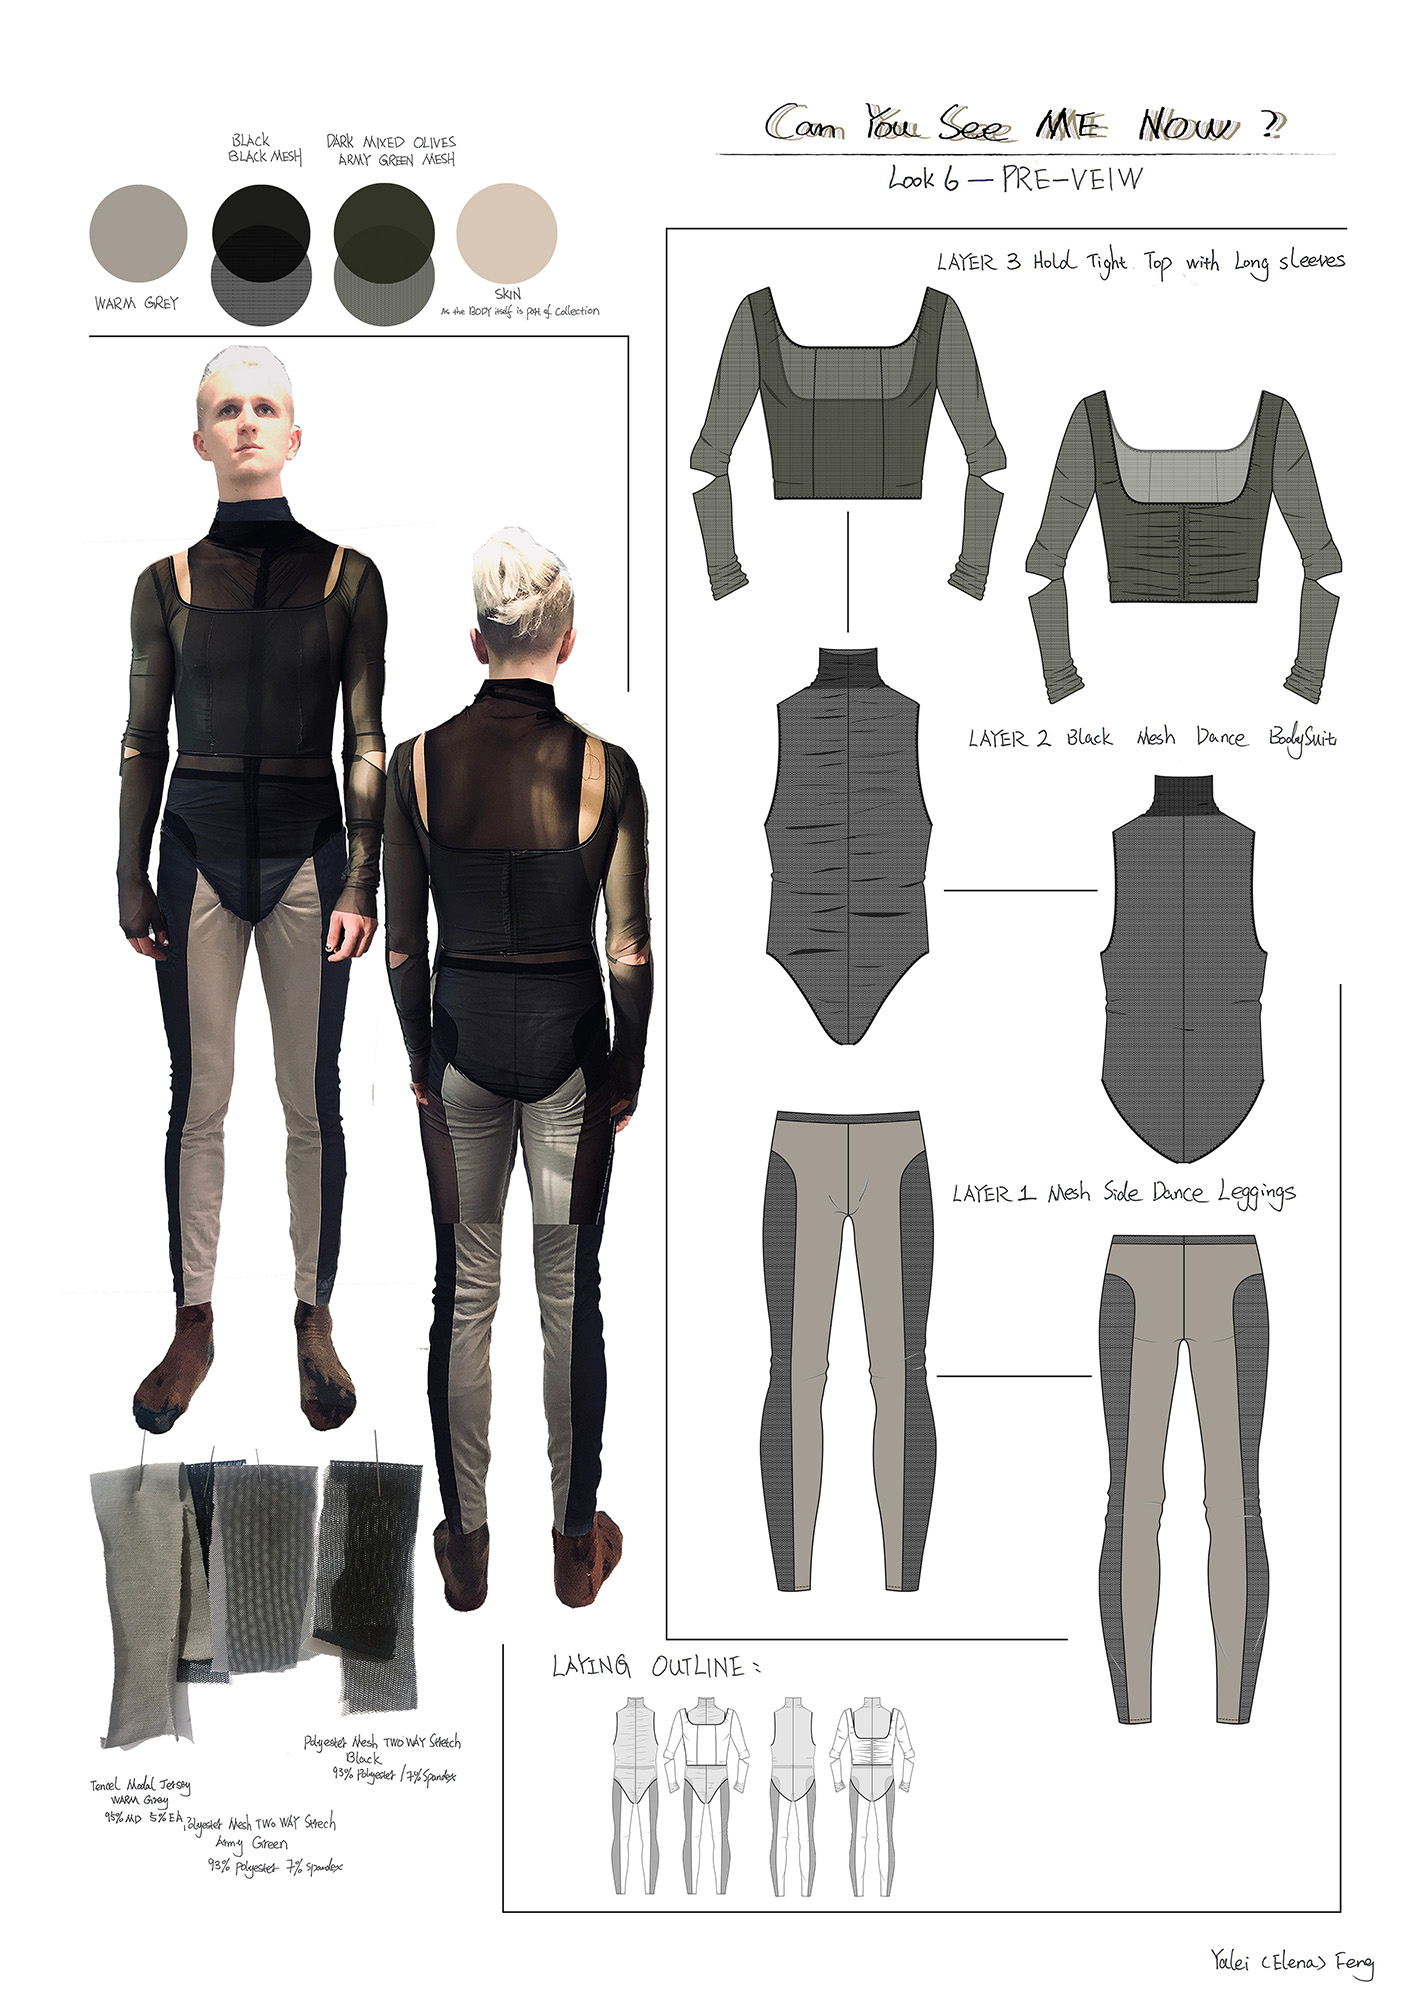 Can You See ME Now ?
Look 6 — PRE-VEIW
BLACK
BLACK MESH
DARK MIXED OLIVES
ARMY GREEN MESH
WARM GREY
SKIN
As the BODY itself is part of Collection
LAYER 3 Hold Tight Top with Long sleeves
LAYER 2 Black Mesh Dance BodySuit
LAYER 1 Mesh Side Dance Leggings
LAYING OUTLINE:
Polyester Mesh TWO WAY Stretch
Black
93% Polyester / 7% Spandex
Tencel Modal Jersey
WARM Grey
95% MD 5% EA
Polyester Mesh TWO WAY Strech
Army Green
93% Polyester 7% Spandex
Yalei (Elena) Feng